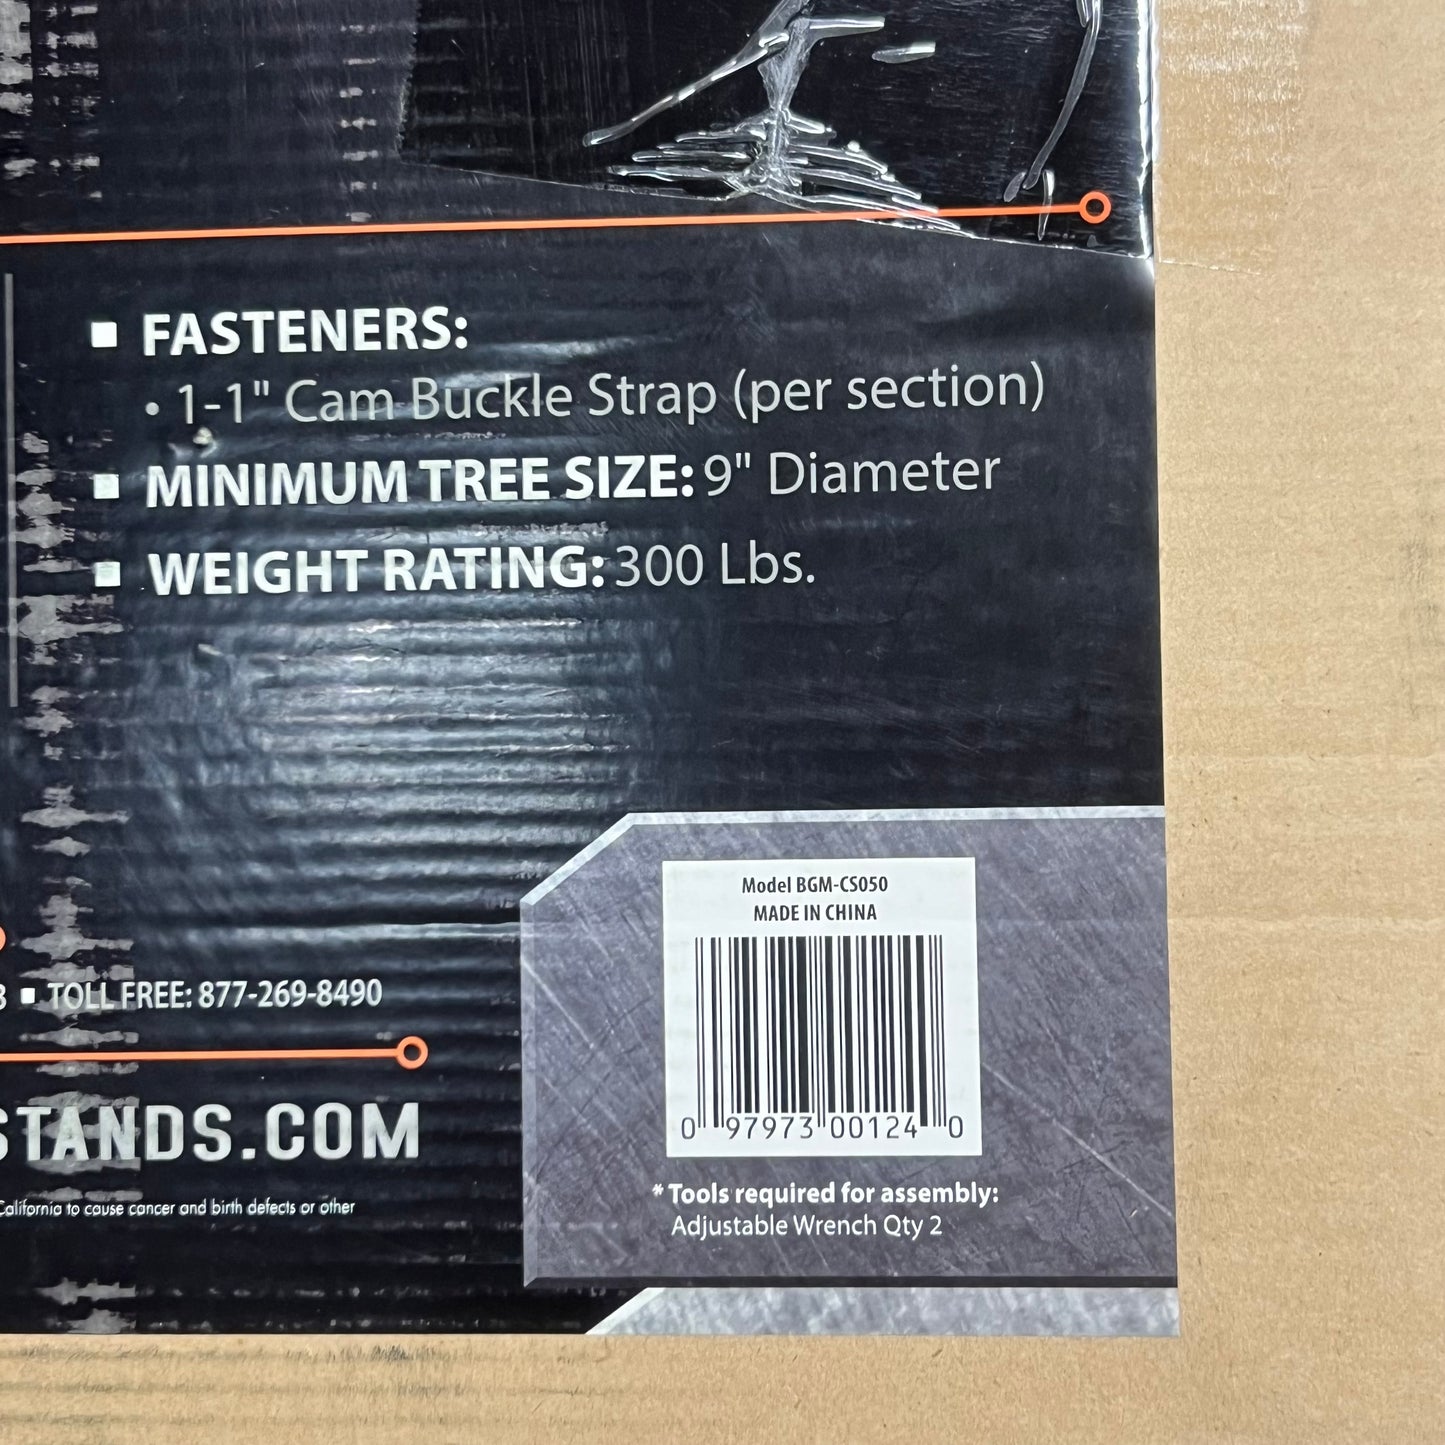 ■ FASTENERS:
• 1-1" Cam Buckle Strap (per section)
■ MINIMUM TREE SIZE: 9" Diameter
■ WEIGHT RATING: 300 Lbs.
■ TOLL FREE: 877-269-8490
STANDS.COM
California to cause cancer and birth defects or other
Model BGM-CS050
MADE IN CHINA
0 97973 00124 0
* Tools required for assembly:
Adjustable Wrench Qty 2